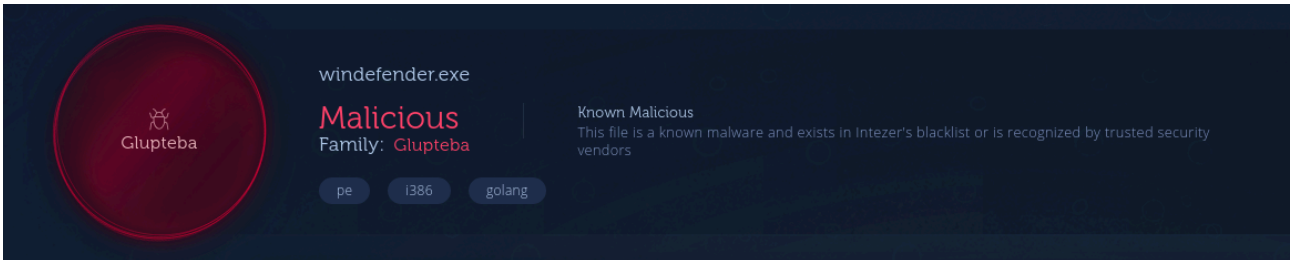 Glupteba
windefender.exe
Malicious
Family: Glupteba
pe i386 golang
Known Malicious
This file is a known malware and exists in Intezer's blacklist or is recognized by trusted security
vendors